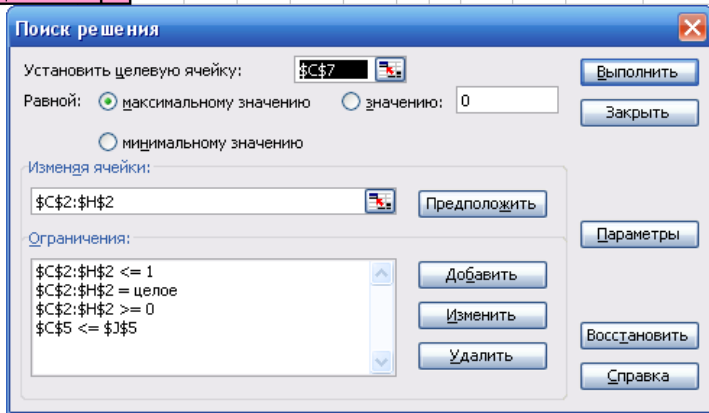 Поиск решения
Установить целевую ячейку: $C$7
Выполнить
Равной: максимальному значению значению: 0
Закрыть
минимальному значению
Изменяя ячейки:
$C$2:$H$2
Предположить
Параметры
Ограничения:
$C$2:$H$2 <= 1
$C$2:$H$2 = целое
$C$2:$H$2 >= 0
$C$5 <= $J$5
Добавить
Изменить
Удалить
Восстановить
Справка